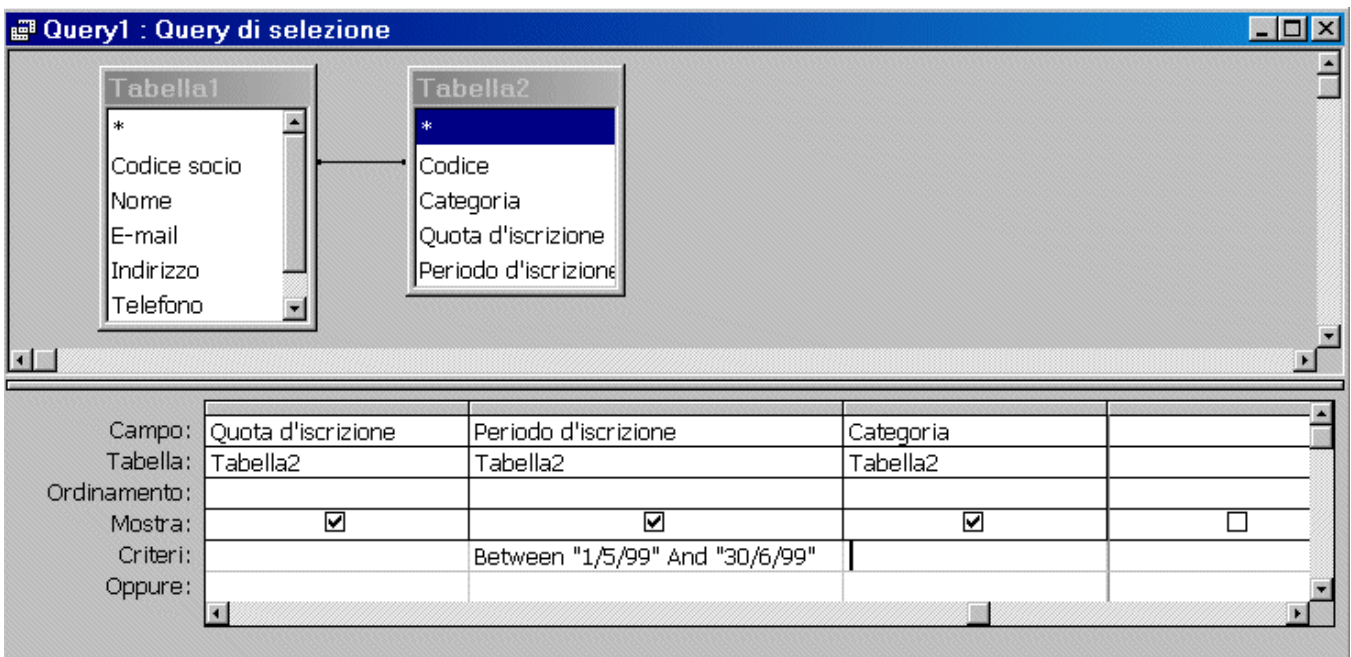 Query1 : Query di selezione
Tabella1
*
Codice socio
Nome
E-mail
Indirizzo
Telefono
Tabella2
*
Codice
Categoria
Quota d'iscrizione
Periodo d'iscrizione
Campo: Quota d'iscrizione Periodo d'iscrizione Categoria
Tabella: Tabella2 Tabella2 Tabella2
Ordinamento:
Mostra:
Criteri: Between "1/5/99" And "30/6/99"
Oppure: